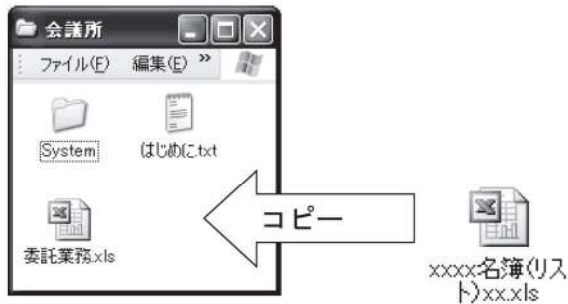 会議所
ファイル(F) 編集(E) »
System
はじめに.txt
コピー
委託業務.xls
xxxx名簿(リス
ト)xx.xls